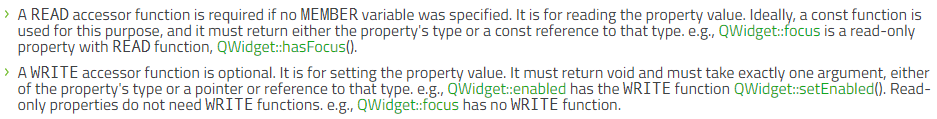 › A READ accessor function is required if no MEMBER variable was specified. It is for reading the property value. Ideally, a const function is
used for this purpose, and it must return either the property's type or a const reference to that type. e.g., QWidget::focus is a read-only
property with READ function, QWidget::hasFocus().
› A WRITE accessor function is optional. It is for setting the property value. It must return void and must take exactly one argument, either
of the property's type or a pointer or reference to that type. e.g., QWidget::enabled has the WRITE function QWidget::setEnabled(). Read-
only properties do not need WRITE functions. e.g., QWidget::focus has no WRITE function.